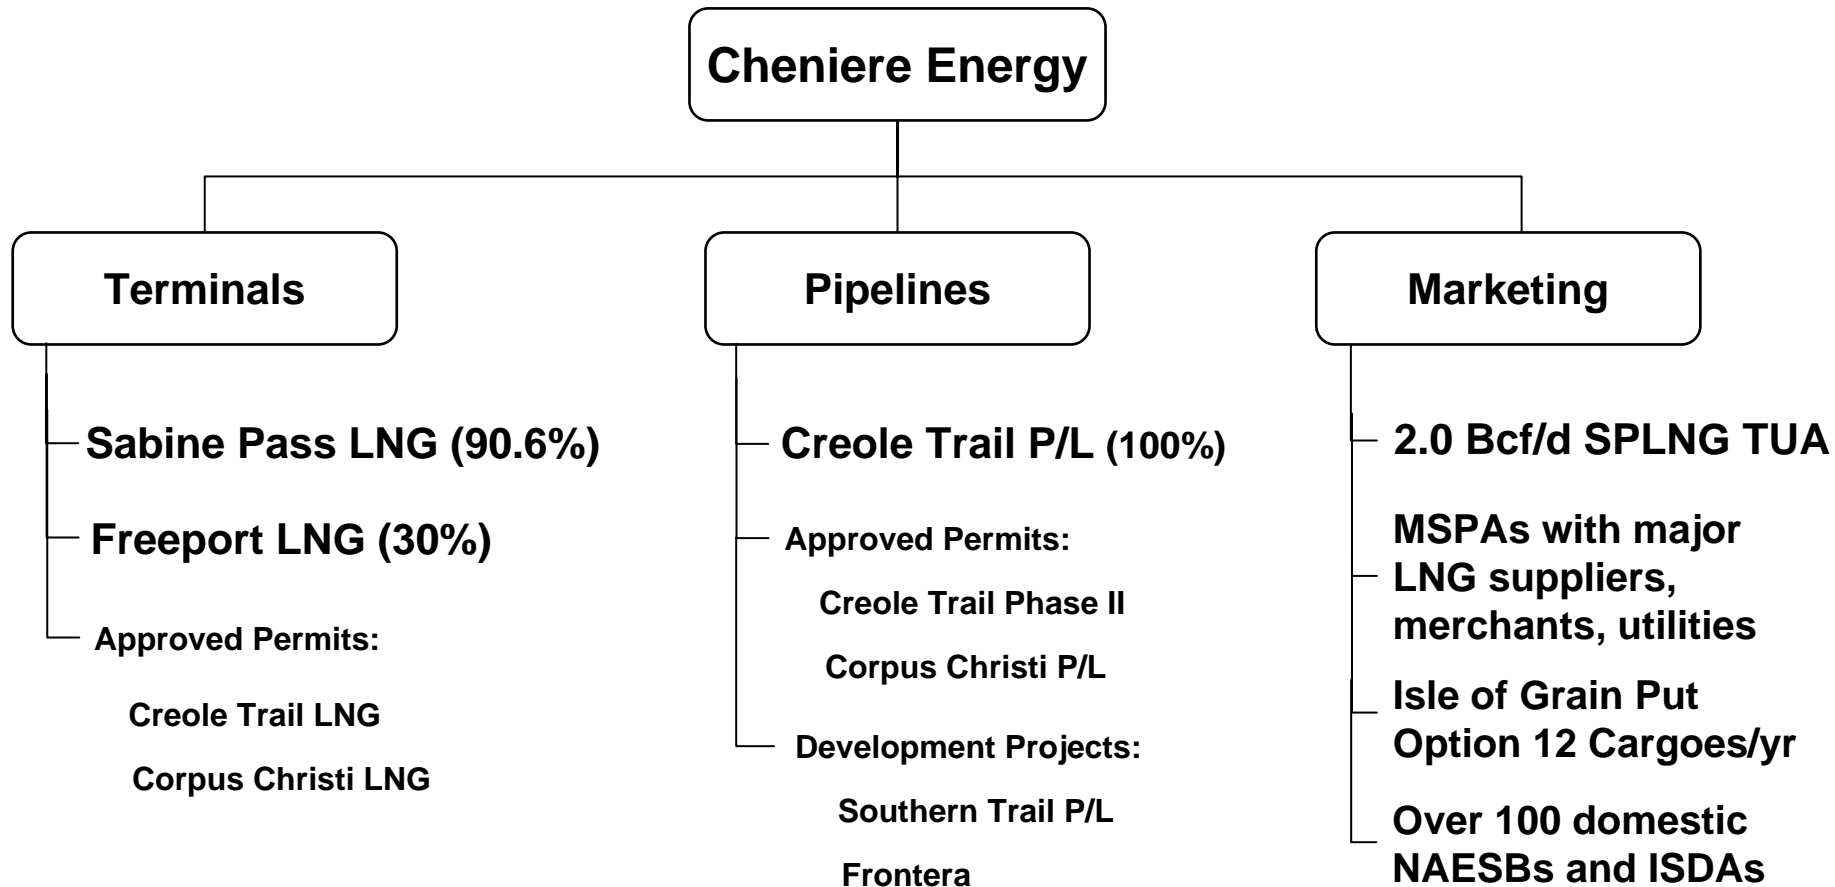 Cheniere Energy
Terminals
Sabine Pass LNG (90.6%)
Freeport LNG (30%)
Approved Permits:
Creole Trail LNG
Corpus Christi LNG
Pipelines
Creole Trail P/L (100%)
Approved Permits:
Creole Trail Phase II
Corpus Christi P/L
Development Projects:
Southern Trail P/L
Frontera
Marketing
2.0 Bcf/d SPLNG TUA
MSPAs with major
LNG suppliers,
merchants, utilities
Isle of Grain Put
Option 12 Cargoes/yr
Over 100 domestic
NAESBs and ISDAs